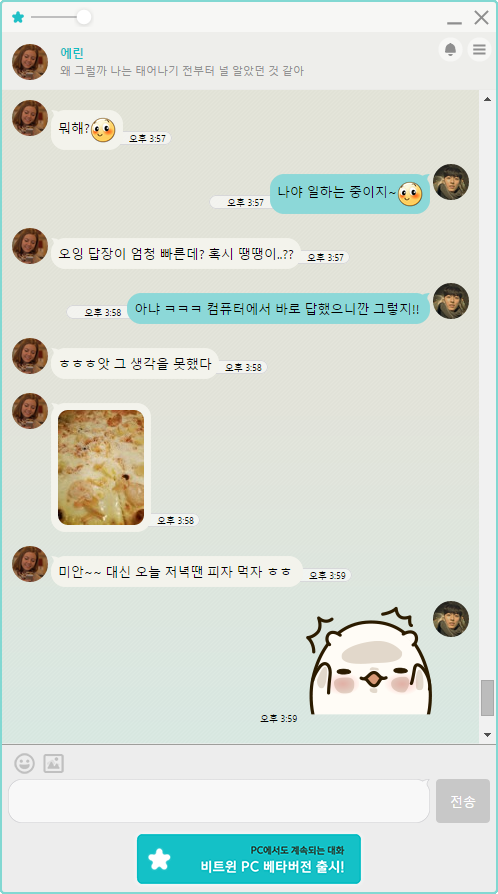 에린
왜 그럴까 나는 태어나기 전부터 널 알았던 것 같아
뭐해?
오후 3:57
나야 일하는 중이지~
오후 3:57
오잉 답장이 엄청 빠른데? 혹시 땡땡이..??
오후 3:57
아냐 ㅋㅋㅋ 컴퓨터에서 바로 답했으니깐 그렇지!!
오후 3:58
ㅎㅎㅎ앗 그 생각을 못했다
오후 3:58
오후 3:58
미안~~ 대신 오늘 저녁땐 피자 먹자 ㅎㅎ
오후 3:59
오후 3:59
전송
PC에서도 계속되는 대화
비트윈 PC 베타버전 출시!